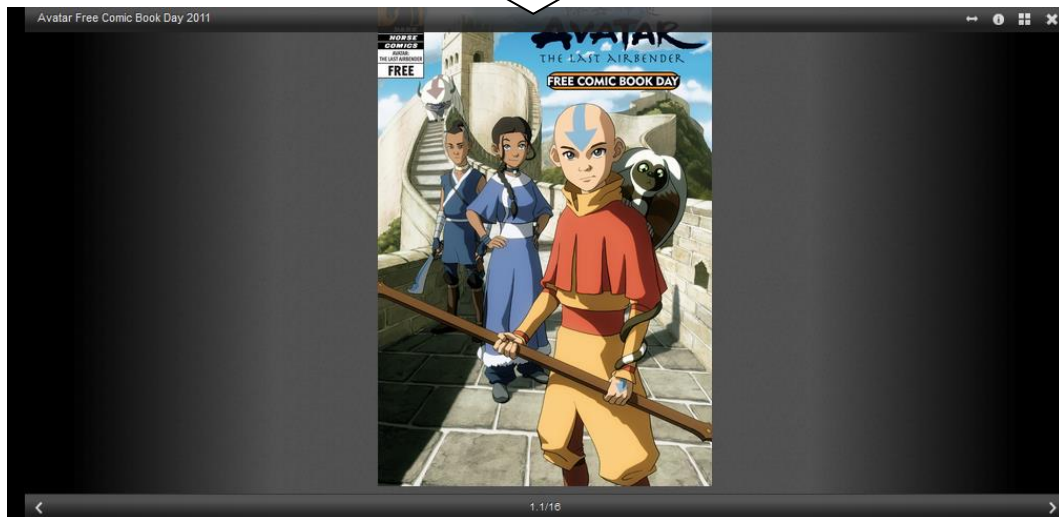 Avatar Free Comic Book Day 2011
HORSE
COMICS
AVATAR:
THE LAST AIRBENDER
FREE
AVATAR
THE LAST AIRBENDER
FREE COMIC BOOK DAY
1.1/16